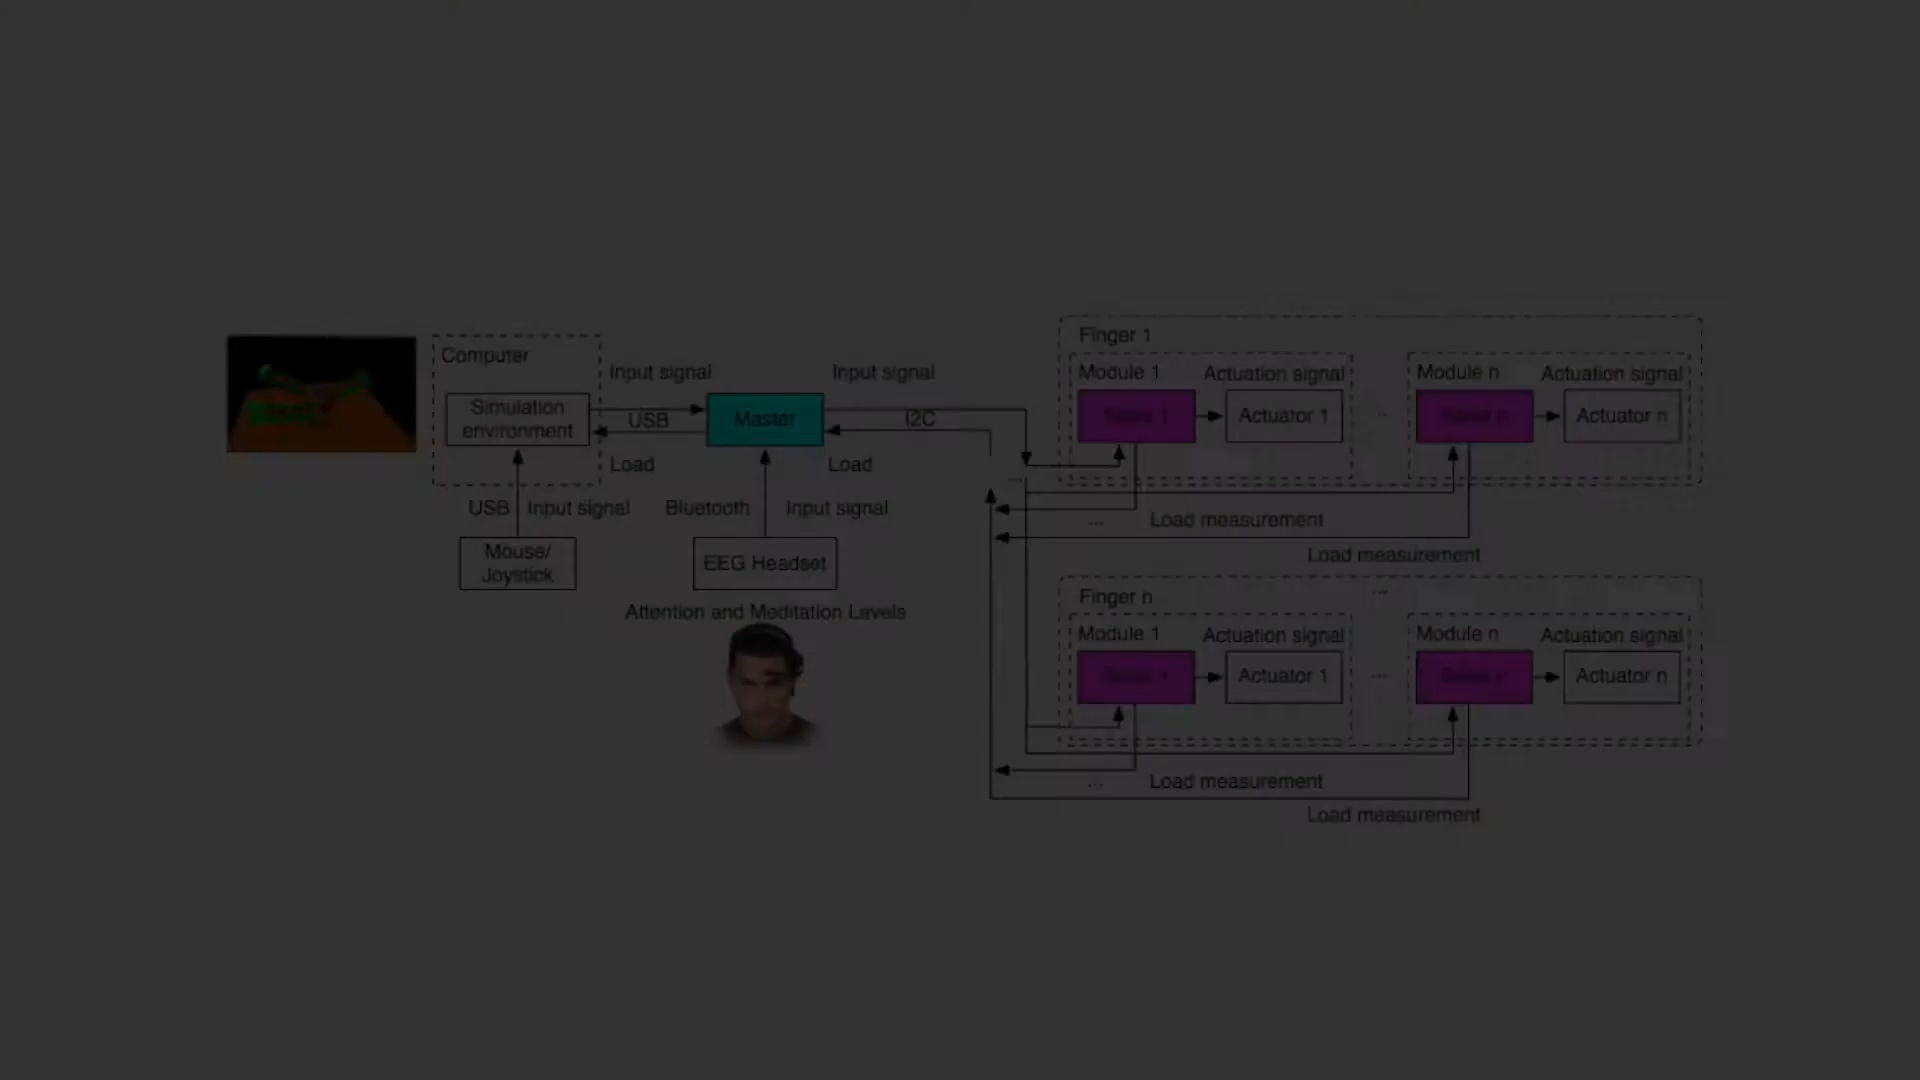 Finger 1
Computer
Input signal
Input signal
Module 1
Actuation signal
Module n
Actuation signal
Simulation
environment
USB
Master
I2C
Actuator 1
...
Actuator n
Load
Load
...
USB
Input signal
Bluetooth
Input signal
...
Load measurement
Mouse/
Joystick
EEG Headset
Load measurement
Attention and Meditation Levels
...
Finger n
Module 1
Actuation signal
Module n
Actuation signal
Actuator 1
...
Actuator n
...
Load measurement
Load measurement